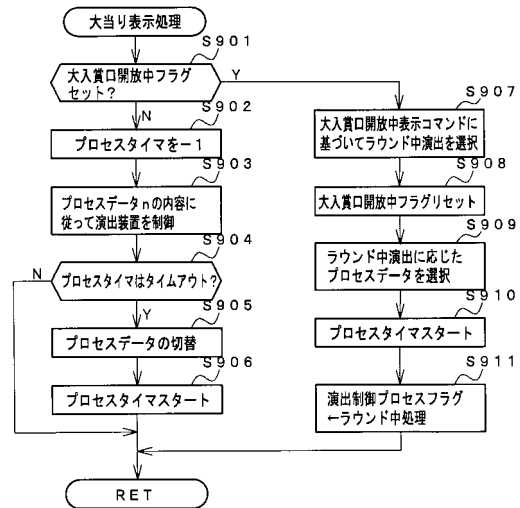 大当り表示処理
S901
大入賞口開放中フラグ
セット?
Y
N
S902
プロセスタイマを－1
S903
プロセスデータnの内容に
従って演出装置を制御
S904
N
プロセスタイマはタイムアウト?
Y
S905
プロセスデータの切替
S906
プロセスタイマスタート
S907
大入賞口開放中表示コマンドに
基づいてラウンド中演出を選択
S908
大入賞口開放中フラグリセット
S909
ラウンド中演出に応じた
プロセスデータを選択
S910
プロセスタイマスタート
S911
演出制御プロセスフラグ
←ラウンド中処理
RET